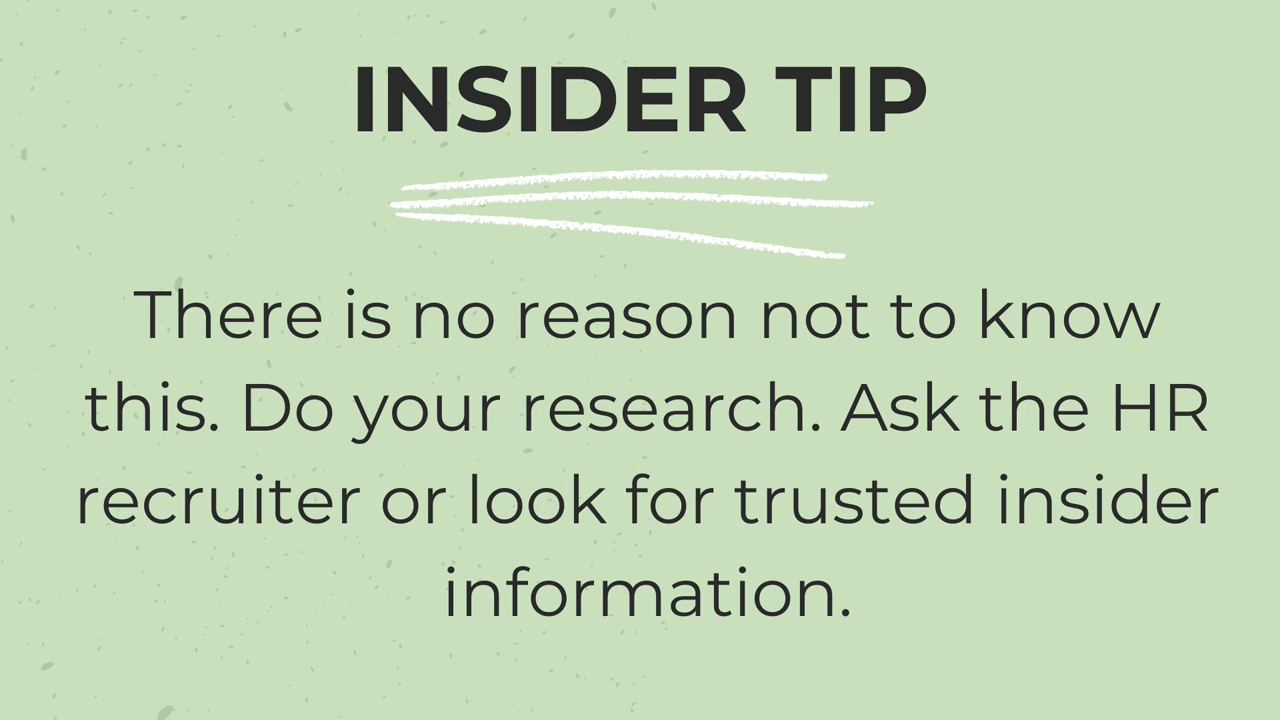 INSIDER TIP
There is no reason not to know
this. Do your research. Ask the HR
recruiter or look for trusted insider
information.